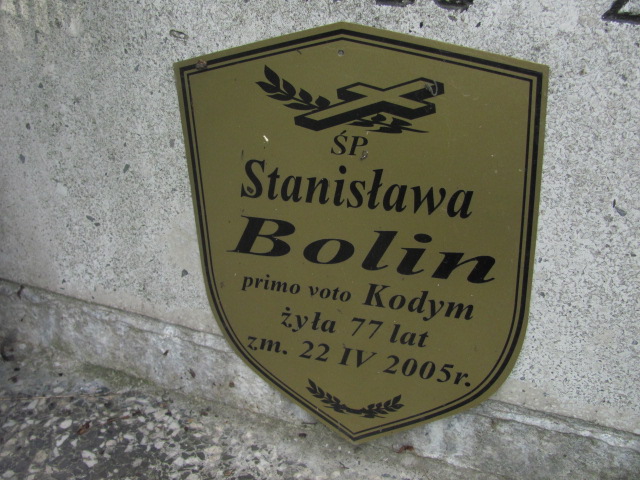 ŚP.
Stanisława
Bolin
primo voto Kodym
żyła 77 lat
zm. 22 IV 2005r.